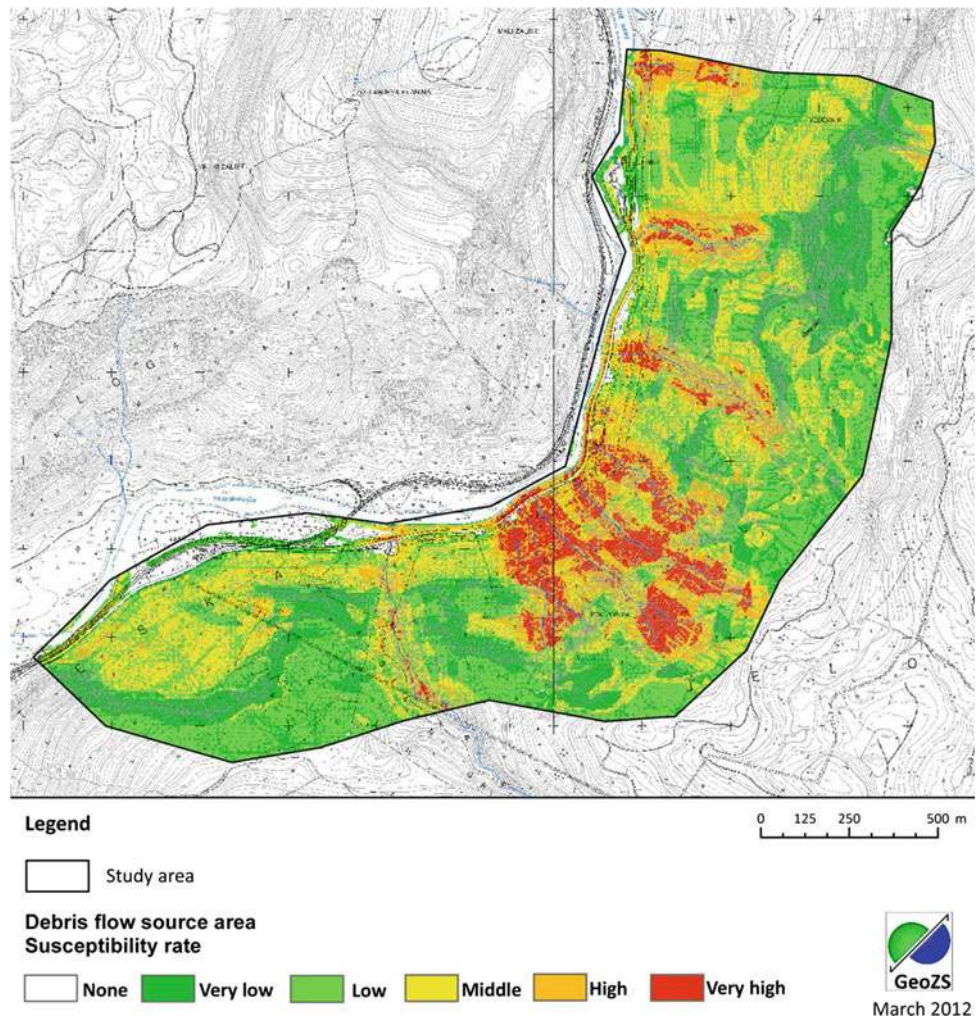 Legend
0 125 250 500 m
Study area
Debris flow source area
Susceptibility rate
None Very low Low Middle High Very high
GeoZS
March 2012